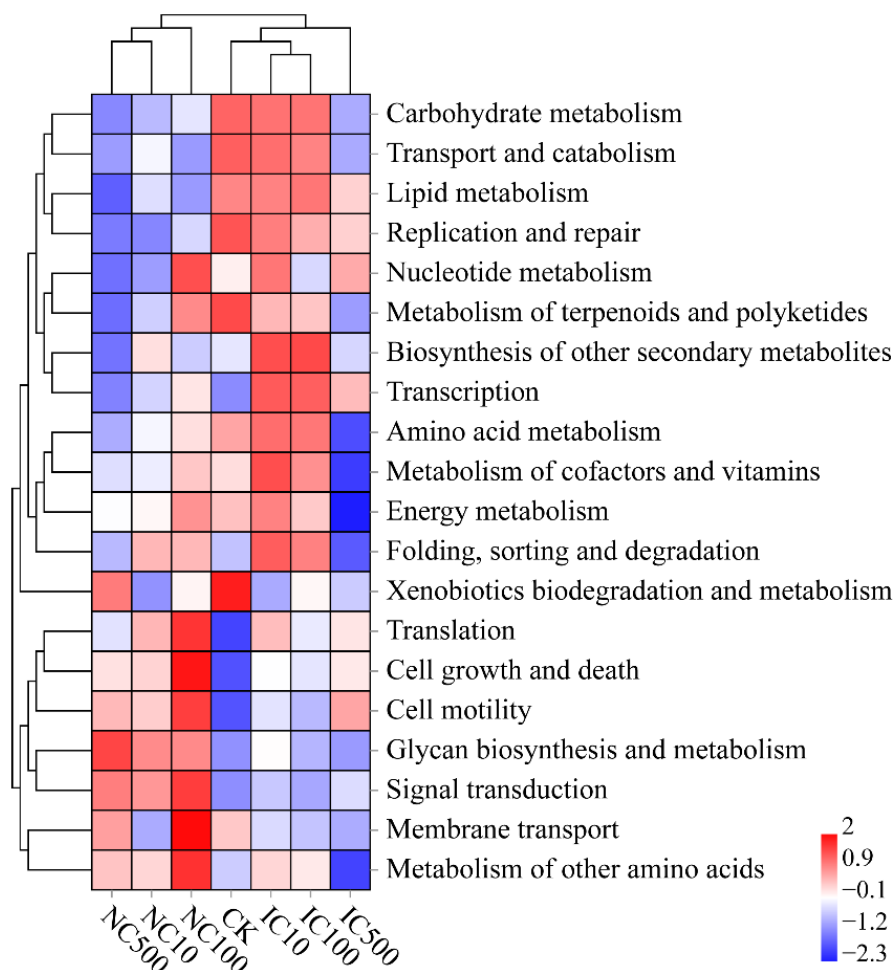 Carbohydrate metabolism
Transport and catabolism
Lipid metabolism
Replication and repair
Nucleotide metabolism
Metabolism of terpenoids and polyketides
Biosynthesis of other secondary metabolites
Transcription
Amino acid metabolism
Metabolism of cofactors and vitamins
Energy metabolism
Folding, sorting and degradation
Xenobiotics biodegradation and metabolism
Translation
Cell growth and death
Cell motility
Glycan biosynthesis and metabolism
Signal transduction
Membrane transport
Metabolism of other amino acids
NC500
NC10
NC100
CK
IC10
IC100
IC500
2
0.9
−0.1
−1.2
−2.3